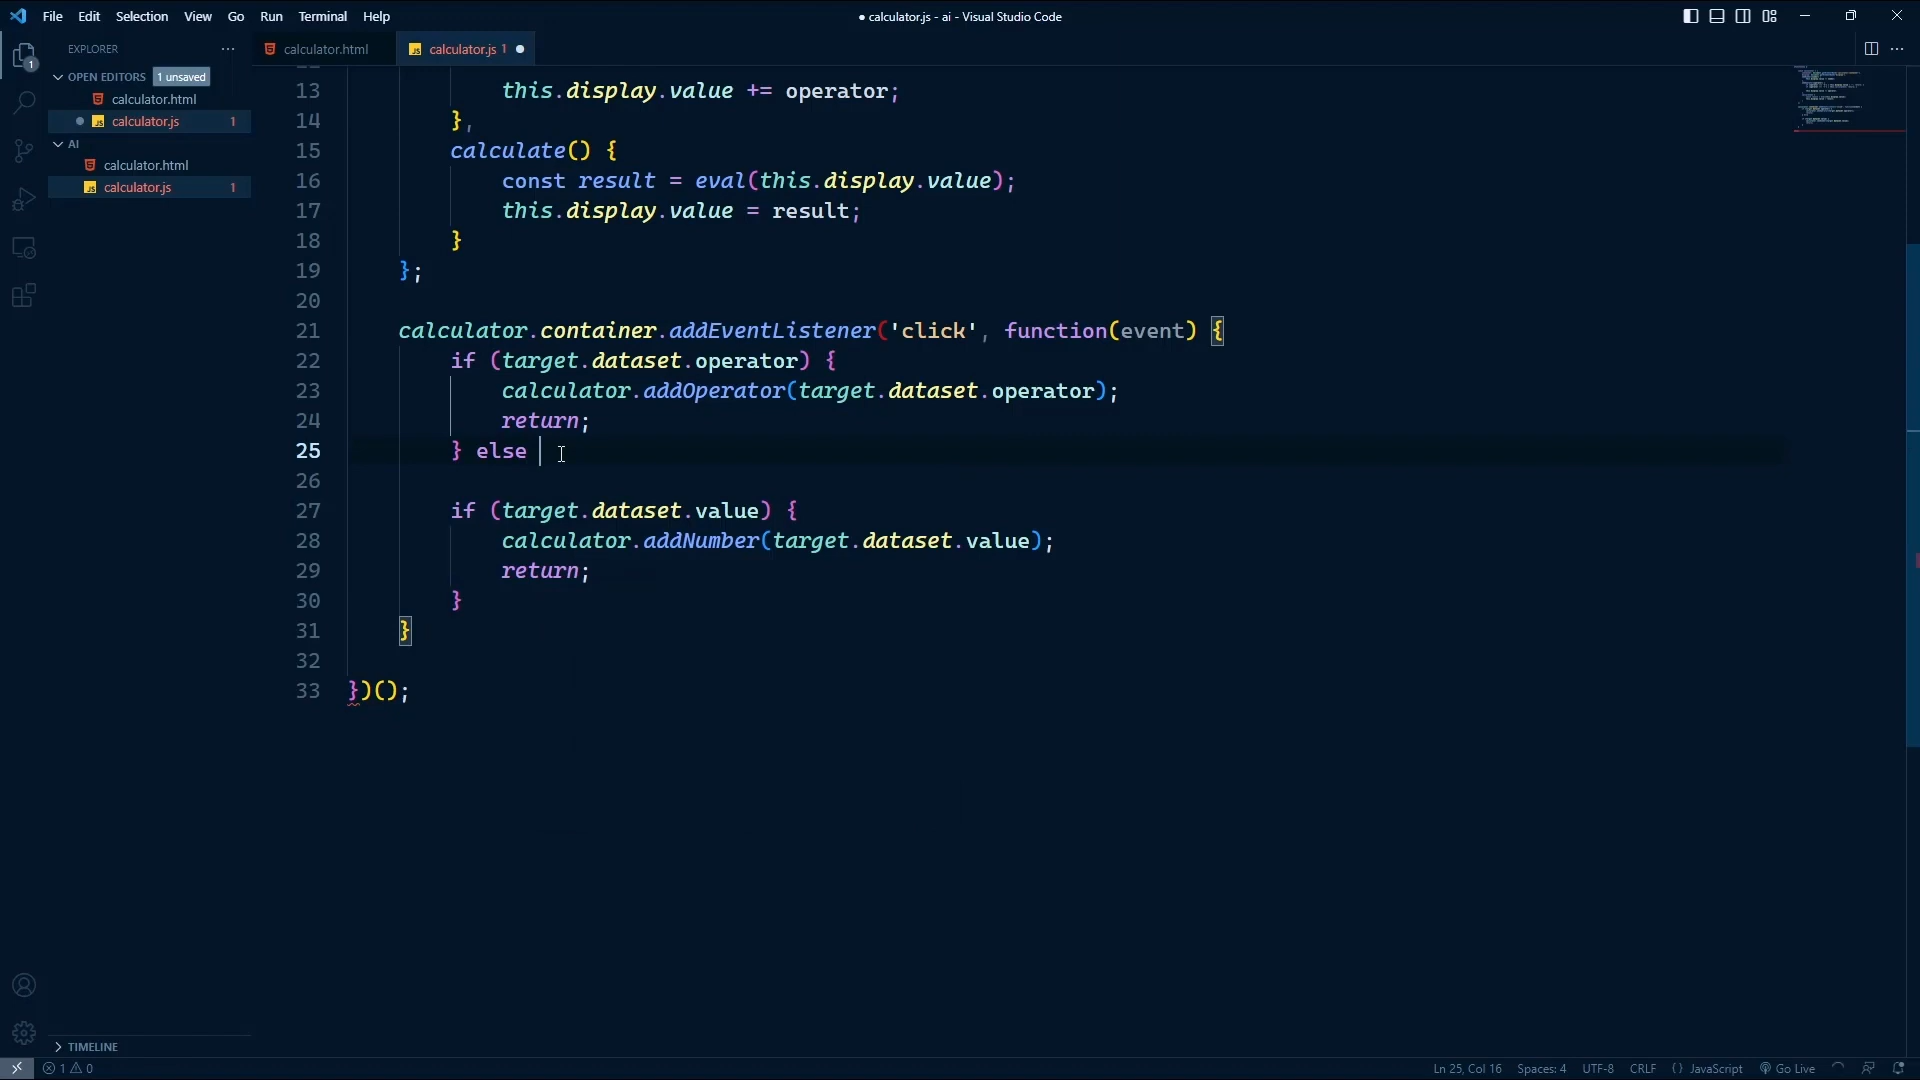 File Edit Selection View Go Run Terminal Help
● calculator.js - ai - Visual Studio Code
EXPLORER ···
OPEN EDITORS 1 unsaved
calculator.html
calculator.js 1
AI
calculator.html
calculator.js 1
TIMELINE
1
calculator.html
JS calculator.js 1 ●
13 this.display.value += operator;
14 },
15 calculate() {
16 const result = eval(this.display.value);
17 this.display.value = result;
18 }
19 };
20
21 calculator.container.addEventListener('click', function(event) {
22 if (target.dataset.operator) {
23 calculator.addOperator(target.dataset.operator);
24 return;
25 } else
26
27 if (target.dataset.value) {
28 calculator.addNumber(target.dataset.value);
29 return;
30 }
31 }
32
33 })();
1 0
Ln 25, Col 16 Spaces: 4 UTF-8 CRLF {} JavaScript Go Live